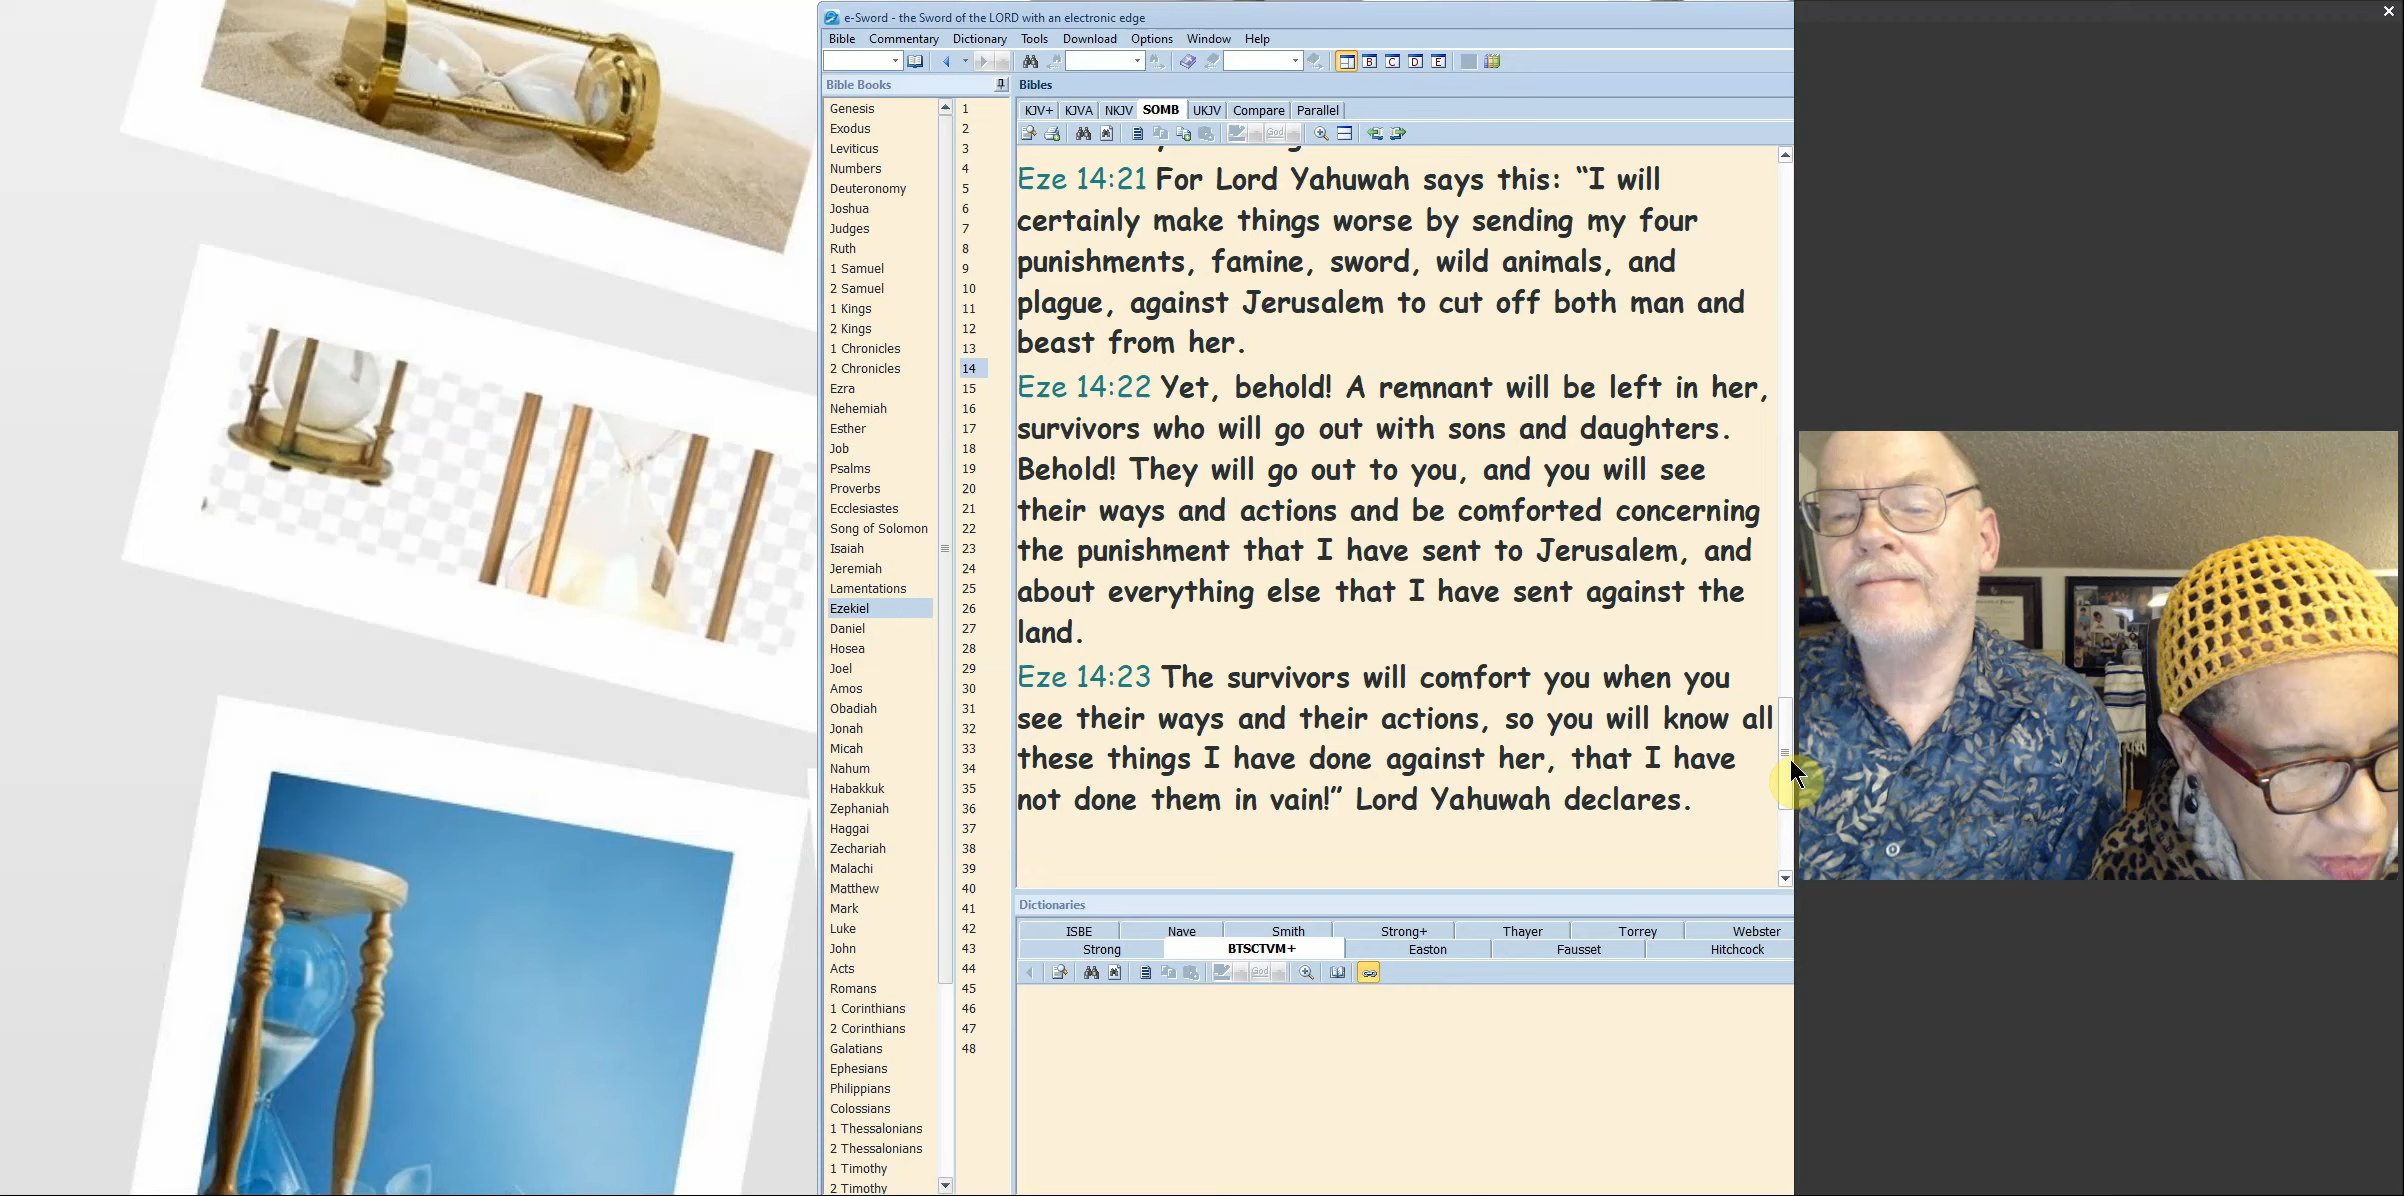 e-Sword - the Sword of the LORD with an electronic edge
Bible Commentary Dictionary Tools Download Options Window Help
B C D E
Bible Books
Bibles
KJV+ KJVA NKJV SOMB UKJV Compare Parallel
God
Genesis 1
Exodus 2
Leviticus 3
Numbers 4
Deuteronomy 5
Joshua 6
Judges 7
Ruth 8
1 Samuel 9
2 Samuel 10
1 Kings 11
2 Kings 12
1 Chronicles 13
2 Chronicles 14
Ezra 15
Nehemiah 16
Esther 17
Job 18
Psalms 19
Proverbs 20
Ecclesiastes 21
Song of Solomon 22
Isaiah 23
Jeremiah 24
Lamentations 25
Ezekiel 26
Daniel 27
Hosea 28
Joel 29
Amos 30
Obadiah 31
Jonah 32
Micah 33
Nahum 34
Habakkuk 35
Zephaniah 36
Haggai 37
Zechariah 38
Malachi 39
Matthew 40
Mark 41
Luke 42
John 43
Acts 44
Romans 45
1 Corinthians 46
2 Corinthians 47
Galatians 48
Ephesians
Philippians
Colossians
1 Thessalonians
2 Thessalonians
1 Timothy
2 Timothy
Eze 14:21 For Lord Yahuwah says this: “I will
certainly make things worse by sending my four
punishments, famine, sword, wild animals, and
plague, against Jerusalem to cut off both man and
beast from her.
Eze 14:22 Yet, behold! A remnant will be left in her,
survivors who will go out with sons and daughters.
Behold! They will go out to you, and you will see
their ways and actions and be comforted concerning
the punishment that I have sent to Jerusalem, and
about everything else that I have sent against the
land.
Eze 14:23 The survivors will comfort you when you
see their ways and their actions, so you will know all
these things I have done against her, that I have
not done them in vain!” Lord Yahuwah declares.
Dictionaries
ISBE Nave Smith Strong+ Thayer Torrey Webster
Strong BTSCTVM+ Easton Fausset Hitchcock
God